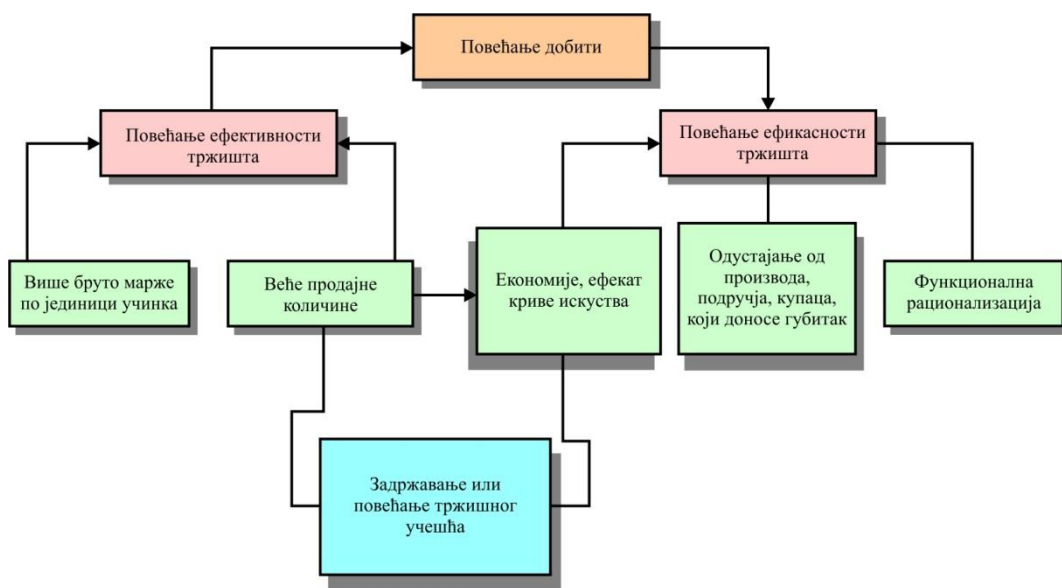 Повећање добити
Повећање ефективности
тржишта
Повећање ефикасности
тржишта
Више бруто марже
по јединици учинка
Веће продајне
количине
Економије, ефекат
криве искуства
Одустајање од
производа,
подручја, купаца,
који доносе губитак
Функционална
рационализација
Задржавање или
повећање тржишног
учешћа